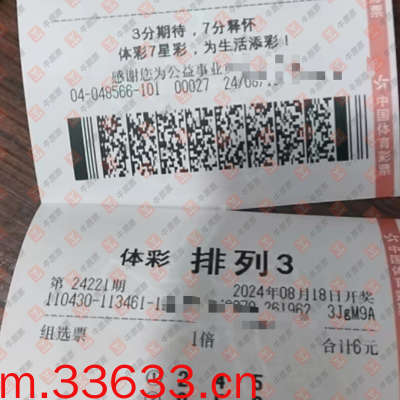 3分期待，7分释怀
体彩7星彩，为生活添彩！
感谢您为公益事业
04-048566-101 00027
中国体育彩票
体彩 排列3
第 24221期 2024年08月18日开奖
110430-113461-1 261962 3JgM9A
组选票 1倍 合计6元
2 4 5
m.33633.cn